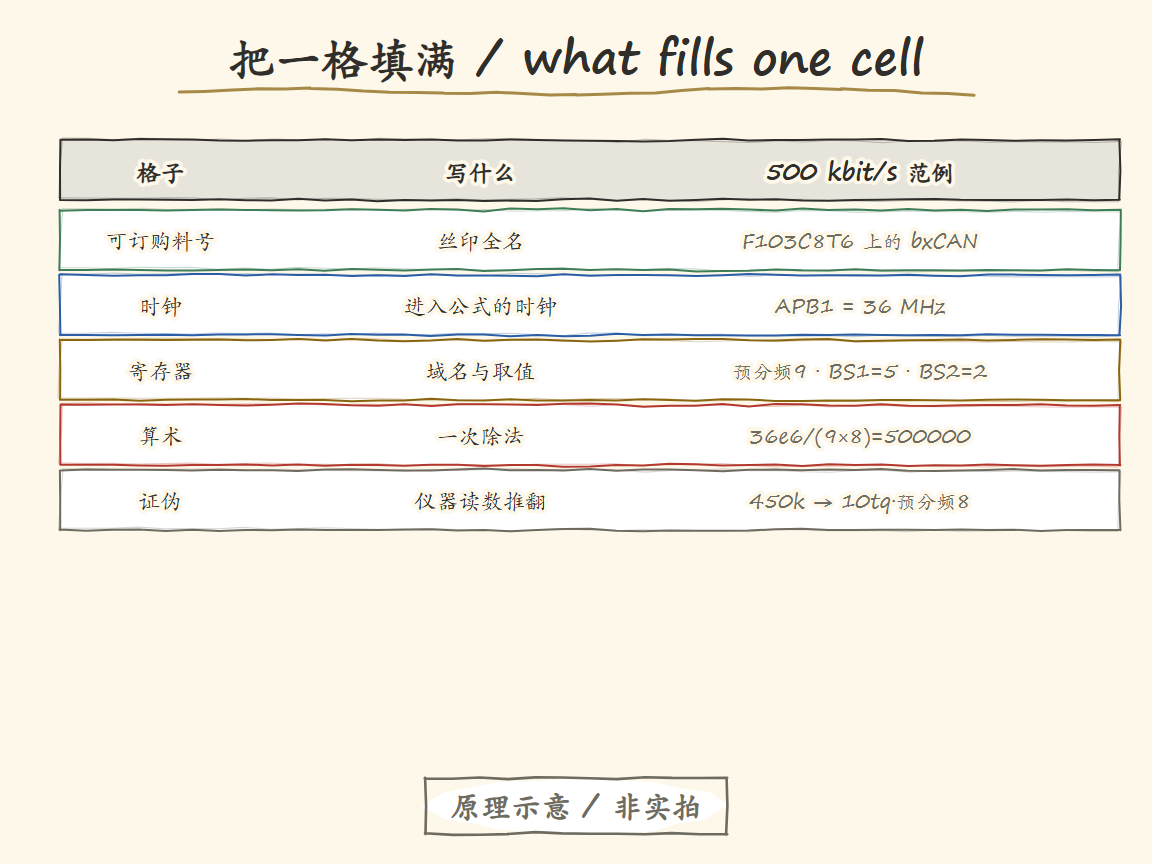 把一格填满 / what fills one cell
格子 写什么 500 kbit/s 范例
可订购料号 丝印全名 F103C8T6 上的 bxCAN
时钟 进入公式的时钟 APB1 = 36 MHz
寄存器 域名与取值 预分频9 · BS1=5 · BS2=2
算术 一次除法 36e6/(9×8)=500000
证伪 仪器读数推翻 450k → 10tq·预分频8
原理示意 / 非实拍